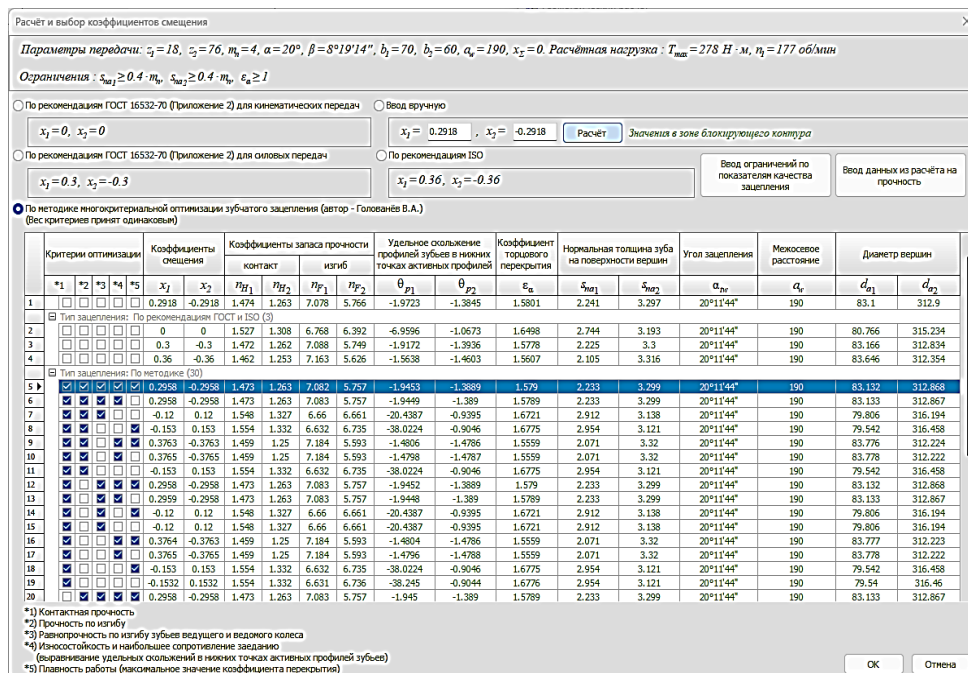 Расчёт и выбор коэффициентов смещения
Параметры передачи: z₁=18, z₂=76, mₙ=4, α=20°, β=8°19'14", b₁=70, b₂=60, a_w=190, x_Σ=0. Расчётная нагрузка : T_max=278 Н·м, n₁=177 об/мин
Ограничения : s_na₁≥0.4·mₙ, s_na₂≥0.4·mₙ, ε_α≥1
По рекомендациям ГОСТ 16532-70 (Приложение 2) для кинематических передач
Ввод вручную
x₁=0, x₂=0
x₁= 0.2918 , x₂= -0.2918 Расчёт Значения в зоне блокирующего контура
По рекомендациям ГОСТ 16532-70 (Приложение 2) для силовых передач
По рекомендациям ISO
x₁=0.3, x₂=-0.3
x₁=0.36, x₂=-0.36
Ввод ограничений по показателям качества зацепления
Ввод данных из расчёта на прочность
По методике многокритериальной оптимизации зубчатого зацепления (автор - Голованёв В.А.)
(Вес критериев принят одинаковым)
Критерии оптимизации Коэффициенты смещения Коэффициенты запаса прочности Удельное скольжение профилей зубьев в нижних точках активных профилей Коэффициент торцового перекрытия Нормальная толщина зуба на поверхности вершин Угол зацепления Межосевое расстояние Диаметр вершин
контакт изгиб
*1 *2 *3 *4 *5 x₁ x₂ n_H₁ n_H₂ n_F₁ n_F₂ θ_p1 θ_p2 ε_α s_na₁ s_na₂ α_tw a_w d_a₁ d_a₂
1 0.2918 -0.2918 1.474 1.263 7.078 5.766 -1.9723 -1.3845 1.5801 2.241 3.297 20°11'44" 190 83.1 312.9
Тип зацепления: По рекомендациям ГОСТ и ISO (3)
2 0 0 1.527 1.308 6.768 6.392 -6.9596 -1.0673 1.6498 2.744 3.193 20°11'44" 190 80.766 315.234
3 0.3 -0.3 1.472 1.262 7.088 5.749 -1.9172 -1.3936 1.5778 2.225 3.3 20°11'44" 190 83.166 312.834
4 0.36 -0.36 1.462 1.253 7.163 5.626 -1.5638 -1.4603 1.5607 2.105 3.316 20°11'44" 190 83.646 312.354
Тип зацепления: По методике (30)
5 0.2958 -0.2958 1.473 1.263 7.082 5.757 -1.9453 -1.3889 1.579 2.233 3.299 20°11'44" 190 83.132 312.868
6 0.2958 -0.2958 1.473 1.263 7.083 5.757 -1.9449 -1.389 1.5789 2.233 3.299 20°11'44" 190 83.133 312.867
7 -0.12 0.12 1.548 1.327 6.66 6.661 -20.4387 -0.9395 1.6721 2.912 3.138 20°11'44" 190 79.806 316.194
8 -0.153 0.153 1.554 1.332 6.632 6.735 -38.0224 -0.9046 1.6775 2.954 3.121 20°11'44" 190 79.542 316.458
9 0.3763 -0.3763 1.459 1.25 7.184 5.593 -1.4806 -1.4786 1.5559 2.071 3.32 20°11'44" 190 83.776 312.224
10 0.3765 -0.3765 1.459 1.25 7.184 5.593 -1.4798 -1.4787 1.5559 2.071 3.32 20°11'44" 190 83.778 312.222
11 -0.153 0.153 1.554 1.332 6.632 6.735 -38.0224 -0.9046 1.6775 2.954 3.121 20°11'44" 190 79.542 316.458
12 0.2958 -0.2958 1.473 1.263 7.083 5.757 -1.9452 -1.3889 1.579 2.233 3.299 20°11'44" 190 83.133 312.868
13 0.2959 -0.2958 1.473 1.263 7.083 5.757 -1.9448 -1.389 1.5789 2.233 3.299 20°11'44" 190 83.133 312.867
14 -0.12 0.12 1.548 1.327 6.66 6.661 -20.4387 -0.9395 1.6721 2.912 3.138 20°11'44" 190 79.806 316.194
15 -0.12 0.12 1.548 1.327 6.66 6.661 -20.4387 -0.9395 1.6721 2.912 3.138 20°11'44" 190 79.806 316.194
16 0.3764 -0.3764 1.459 1.25 7.184 5.593 -1.4804 -1.4786 1.5559 2.071 3.32 20°11'44" 190 83.777 312.223
17 0.3765 -0.3765 1.459 1.25 7.184 5.593 -1.4796 -1.4788 1.5559 2.071 3.32 20°11'44" 190 83.778 312.222
18 -0.153 0.153 1.554 1.332 6.632 6.735 -38.0224 -0.9046 1.6775 2.954 3.121 20°11'44" 190 79.542 316.458
19 -0.1532 0.1532 1.554 1.332 6.631 6.736 -38.245 -0.9044 1.6776 2.954 3.121 20°11'44" 190 79.54 316.46
20 0.2958 -0.2958 1.473 1.263 7.083 5.757 -1.945 -1.389 1.5789 2.233 3.299 20°11'44" 190 83.133 312.867
*1) Контактная прочность
*2) Прочность по изгибу
*3) Равнопрочность по изгибу зубьев ведущего и ведомого колеса
*4) Износостойкость и наибольшее сопротивление заеданию
(выравнивание удельных скольжений в нижних точках активных профилей зубьев)
*5) Плавность работы (максимальное значение коэффициента перекрытия)
OK Отмена